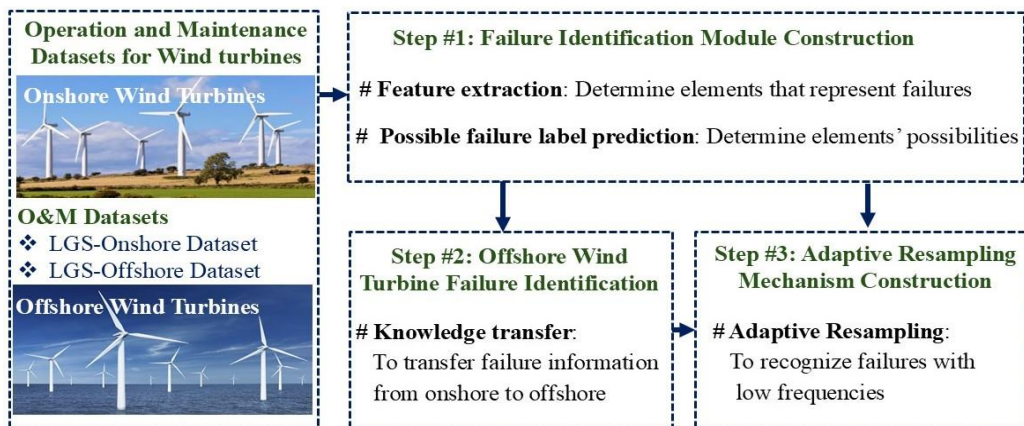 Operation and Maintenance
Datasets for Wind turbines
Onshore Wind Turbines
O&M Datasets
❖ LGS-Onshore Dataset
❖ LGS-Offshore Dataset
Offshore Wind Turbines
Step #1: Failure Identification Module Construction
# Feature extraction: Determine elements that represent failures
# Possible failure label prediction: Determine elements’ possibilities
Step #2: Offshore Wind
Turbine Failure Identification
# Knowledge transfer:
To transfer failure information
from onshore to offshore
Step #3: Adaptive Resampling
Mechanism Construction
# Adaptive Resampling:
To recognize failures with
low frequencies